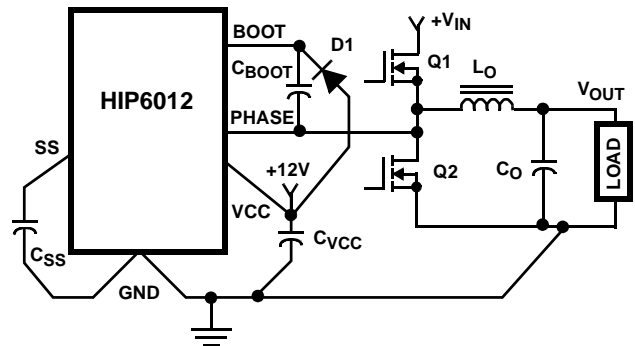 +VIN
BOOT
D1
CBOOT
Q1
LO
HIP6012
VOUT
PHASE
SS
+12V
CO
LOAD
Q2
VCC
CVCC
CSS
GND